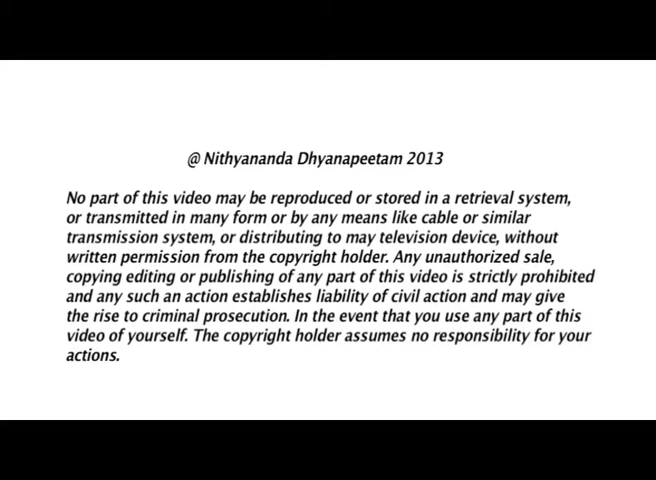 @ Nithyananda Dhyanapeetam 2013
No part of this video may be reproduced or stored in a retrieval system,
or transmitted in many form or by any means like cable or similar
transmission system, or distributing to may television device, without
written permission from the copyright holder. Any unauthorized sale,
copying editing or publishing of any part of this video is strictly prohibited
and any such an action establishes liability of civil action and may give
the rise to criminal prosecution. In the event that you use any part of this
video of yourself. The copyright holder assumes no responsibility for your
actions.